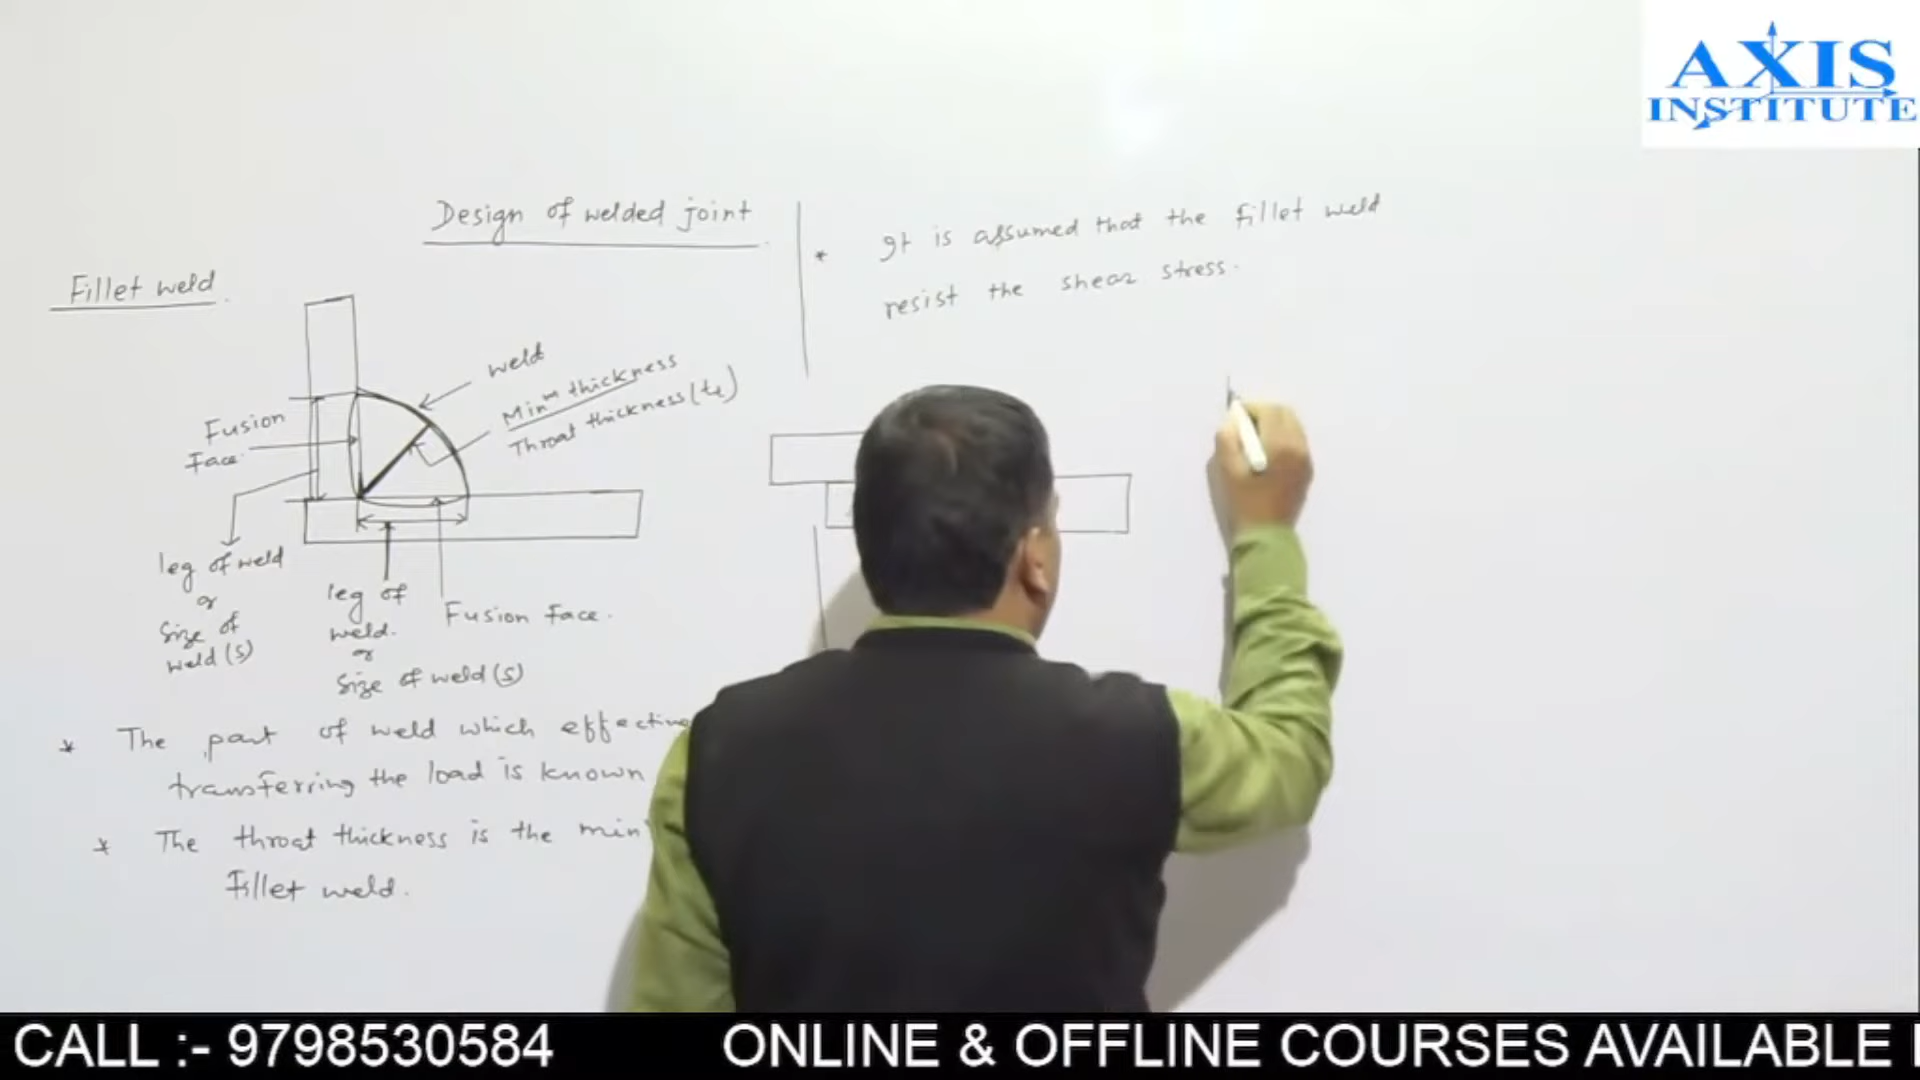 AXIS
INSTITUTE
Design of welded joint
Fillet weld
weld
Minm thickness
Throat thickness (tt)
Fusion
Face
leg of weld
or
Size of
weld (s)
leg of
weld.
or
Size of weld (s)
Fusion Face.
* The part of weld which effective
transferring the load is known
* The throat thickness is the min
Fillet weld.
* It is assumed that the fillet weld
resist the shear stress.
CALL :- 9798530584
ONLINE & OFFLINE COURSES AVAILABLE